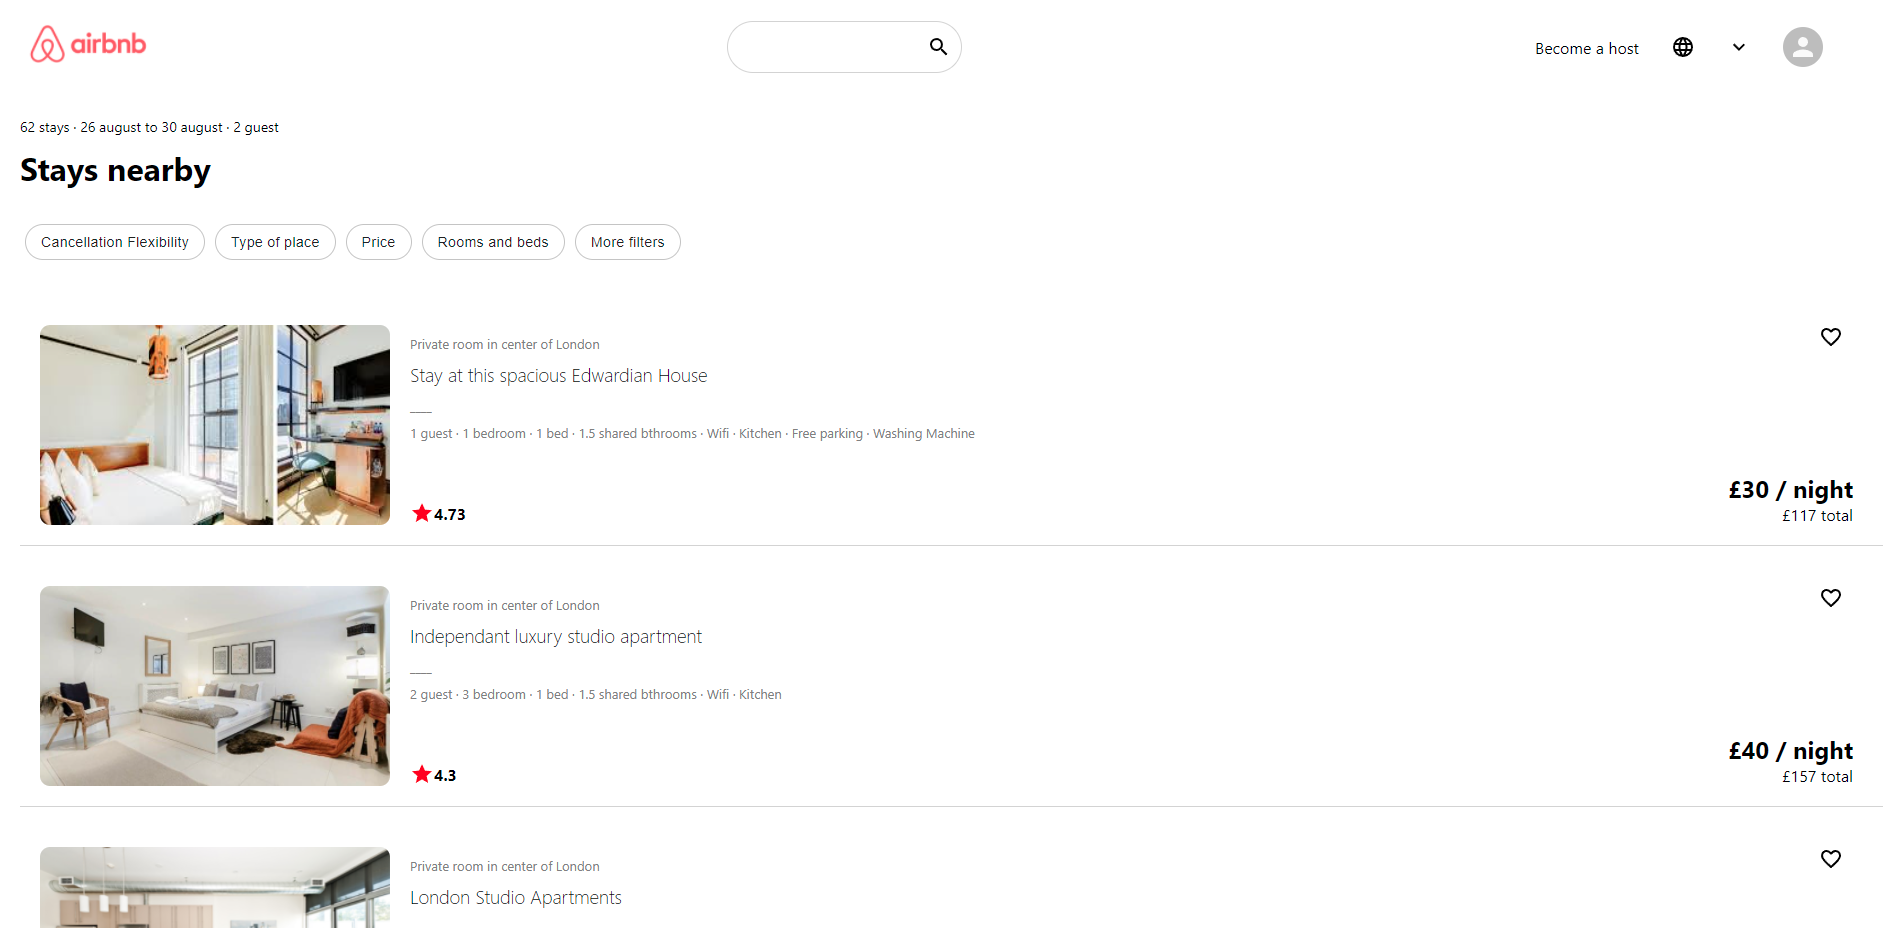 airbnb
Become a host
62 stays · 26 august to 30 august · 2 guest
Stays nearby
Cancellation Flexibility
Type of place
Price
Rooms and beds
More filters
Private room in center of London
Stay at this spacious Edwardian House
1 guest · 1 bedroom · 1 bed · 1.5 shared bthrooms · Wifi · Kitchen · Free parking · Washing Machine
4.73
£30 / night
£117 total
Private room in center of London
Independant luxury studio apartment
2 guest · 3 bedroom · 1 bed · 1.5 shared bthrooms · Wifi · Kitchen
4.3
£40 / night
£157 total
Private room in center of London
London Studio Apartments